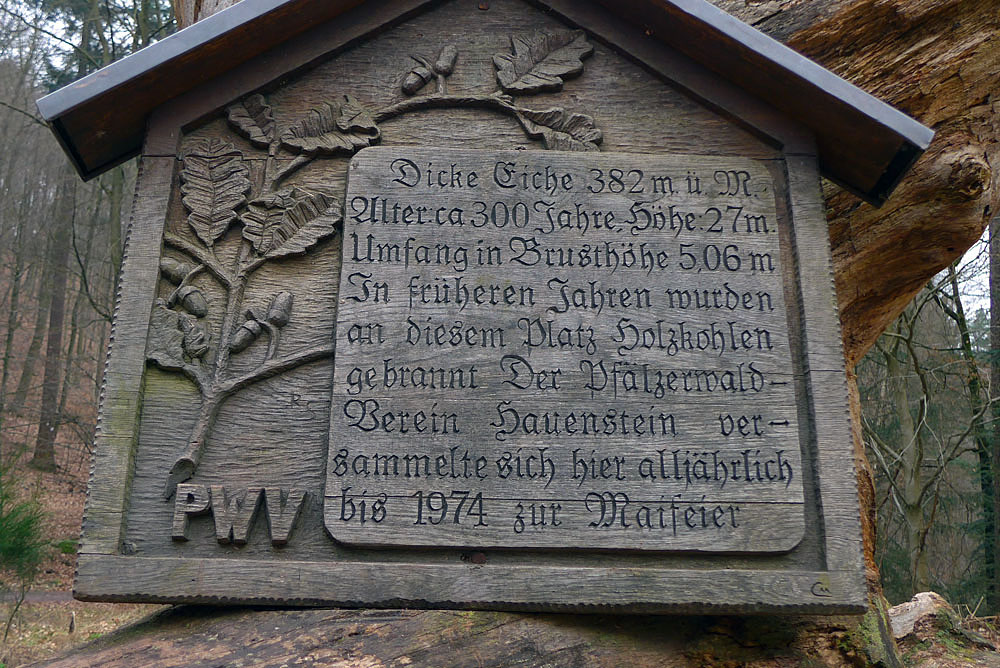 Dicke Eiche 382 m. ü. M.
Alter: ca 300 Jahre. Höhe: 27m.
Umfang in Brusthöhe 5,06 m
In früheren Jahren wurden
an diesem Platz Holzkohlen
gebrannt Der Pfälzerwald-
Verein Hauenstein ver-
sammelte sich hier alljährlich
bis 1974 zur Maifeier
PWV